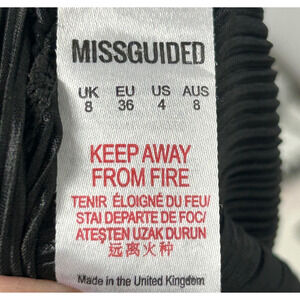 MISSGUIDED
UK EU US AUS
8 36 4 8
KEEP AWAY
FROM FIRE
TENIR ÉLOIGNÉ DU FEU/
STAI DEPARTE DE FOC/
ATEŞTEN UZAK DURUN
远离火种
Made in the United Kingdom